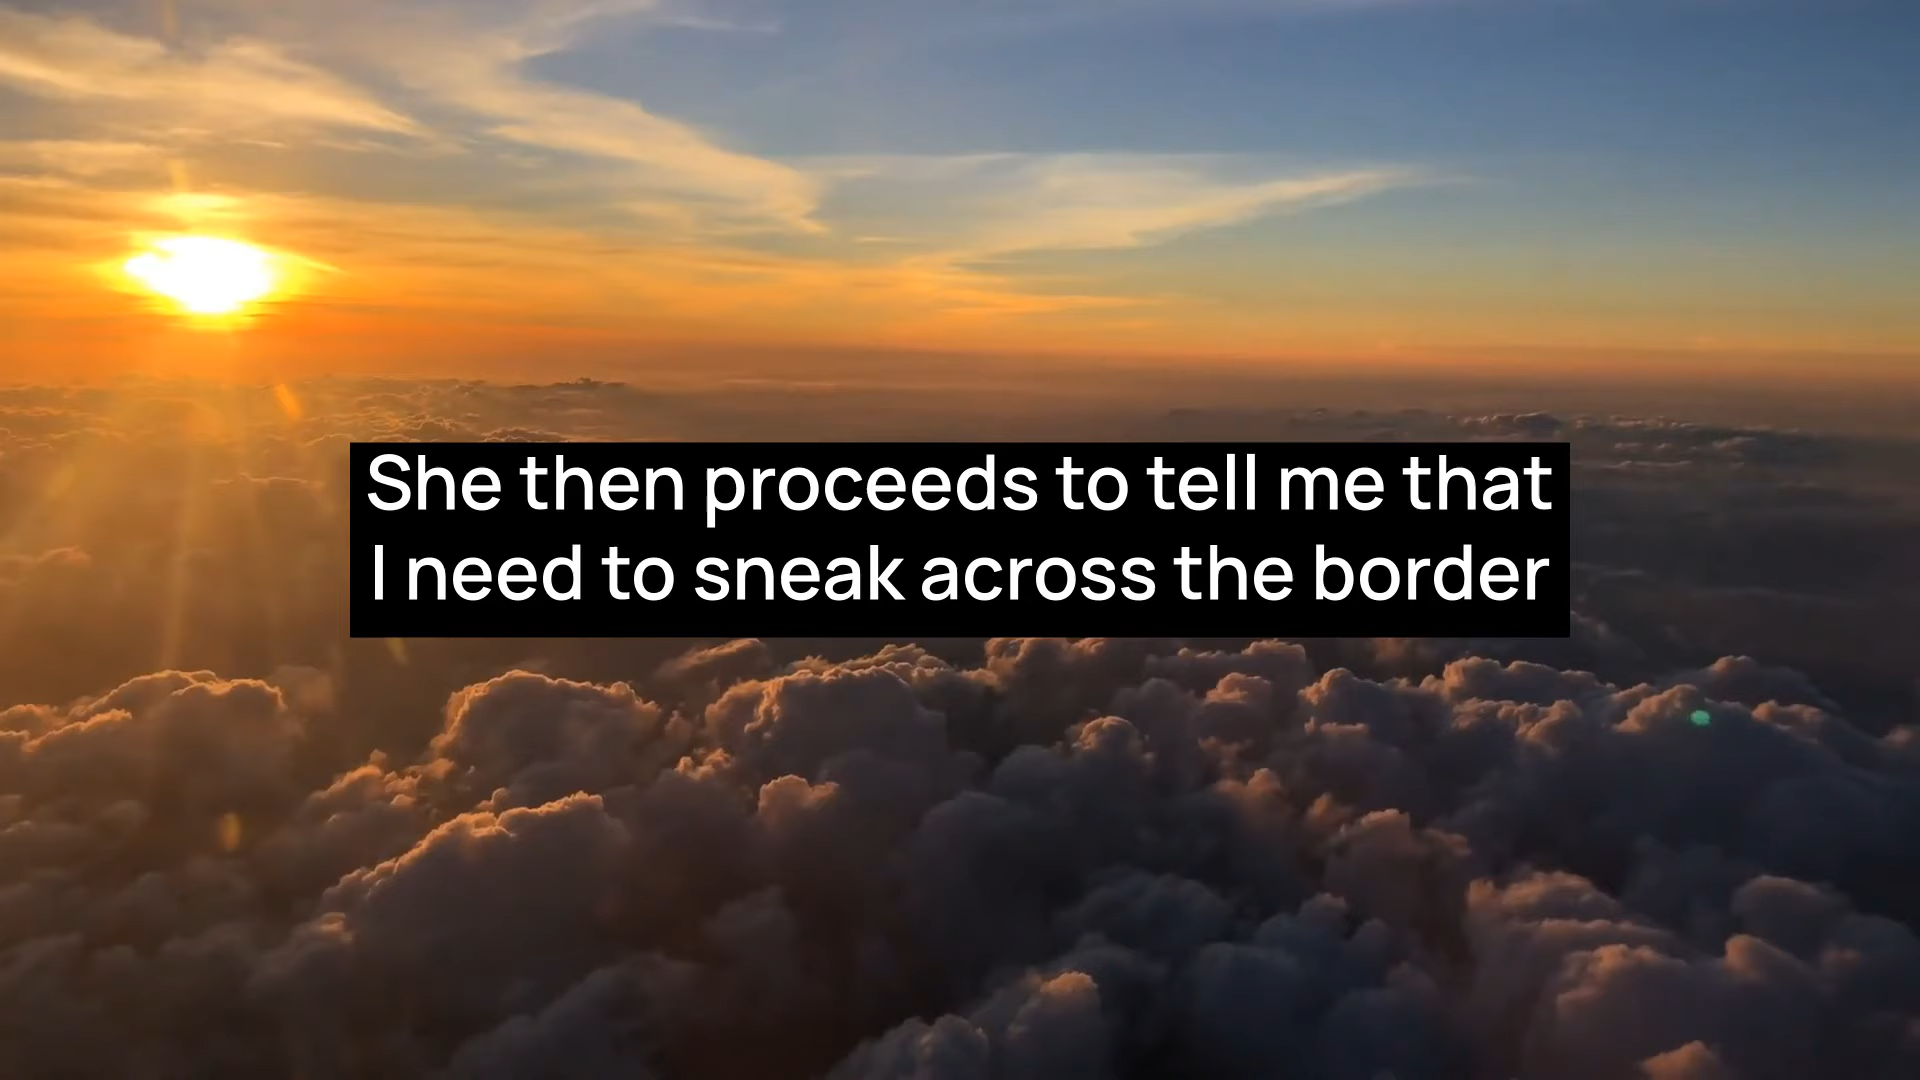 She then proceeds to tell me that
I need to sneak across the border